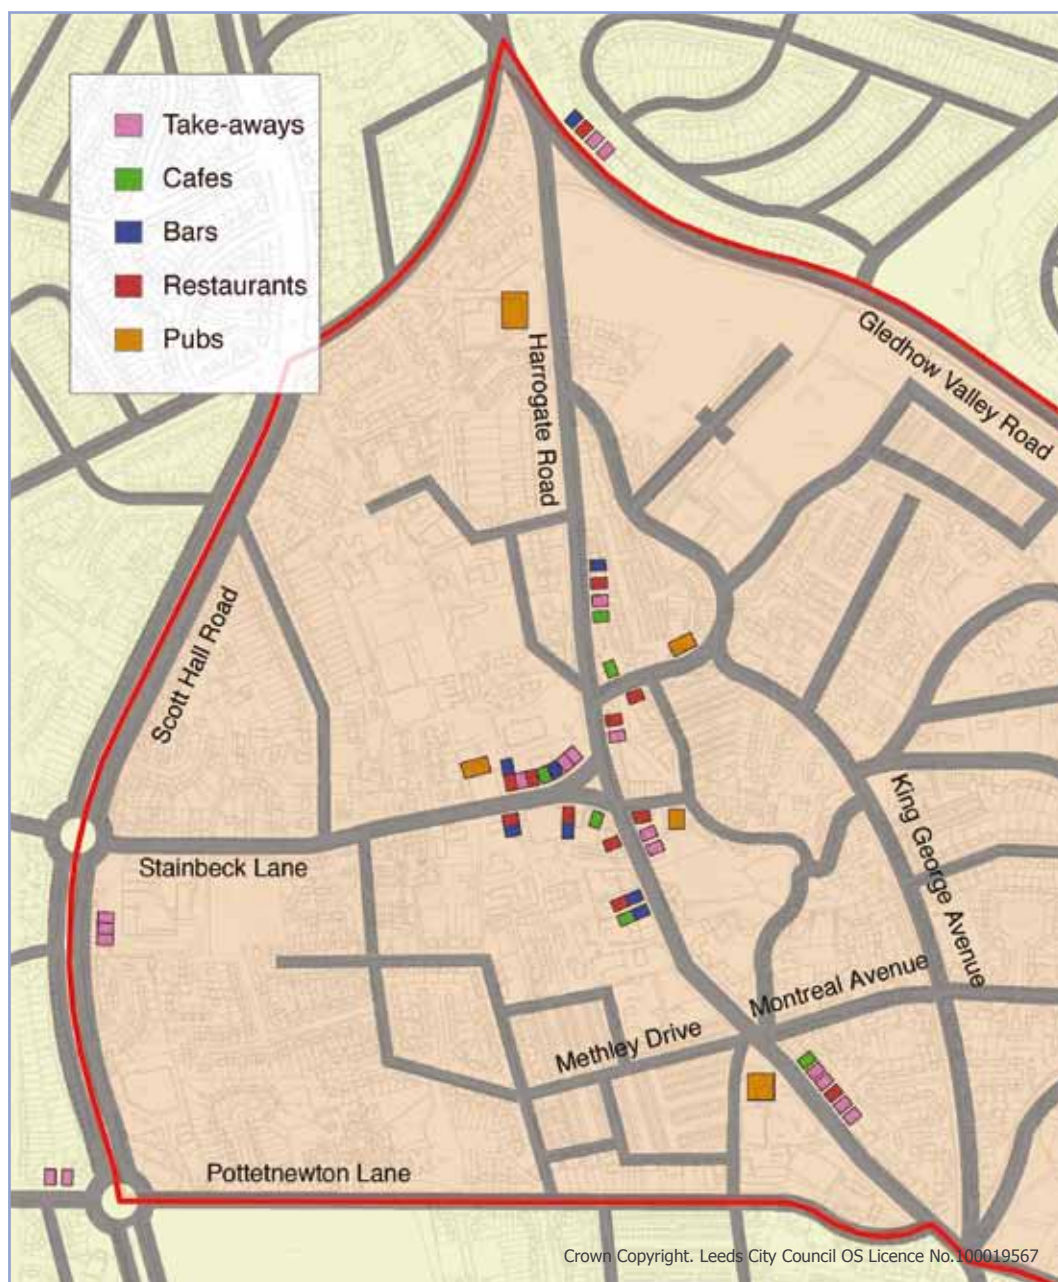 Take-aways
Cafes
Bars
Restaurants
Pubs
Harrogate Road
Gledhow Valley Road
Scott Hall Road
Stainbeck Lane
King George Avenue
Montreal Avenue
Methley Drive
Pottetnewton Lane
Crown Copyright. Leeds City Council OS Licence No.100019567